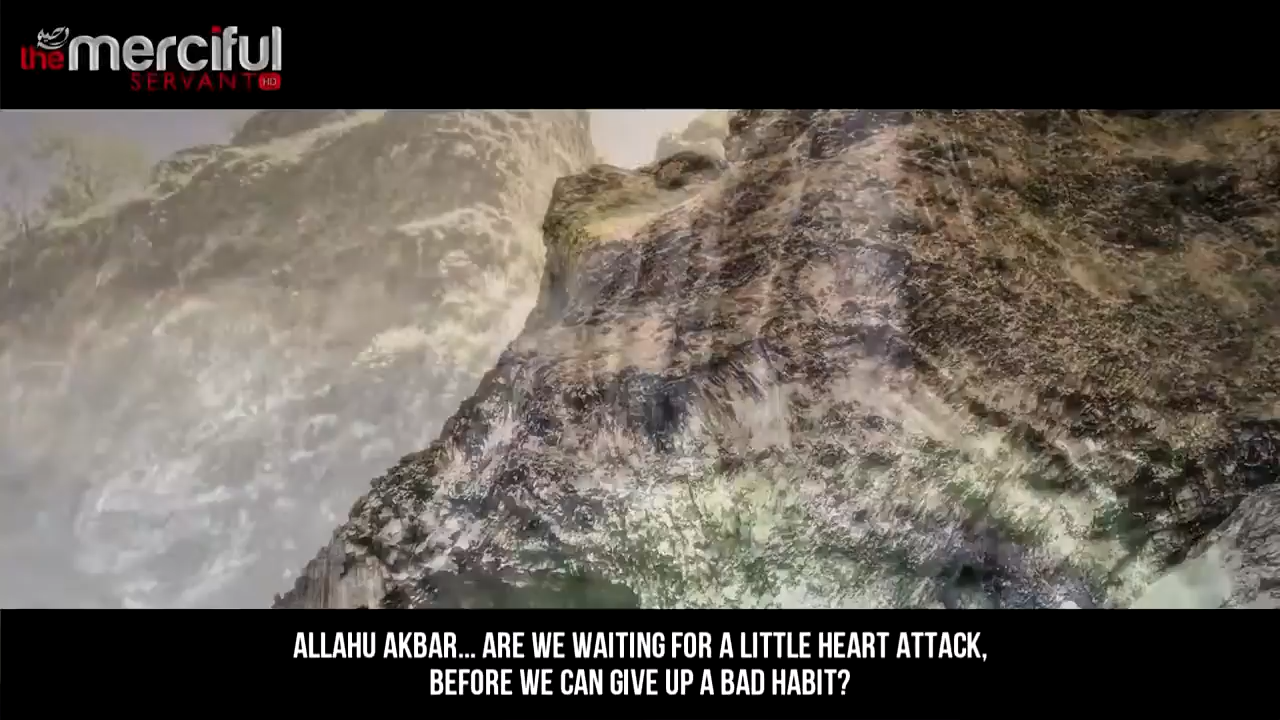 the merciful
SERVANT HD
ALLAHU AKBAR... ARE WE WAITING FOR A LITTLE HEART ATTACK,
BEFORE WE CAN GIVE UP A BAD HABIT?